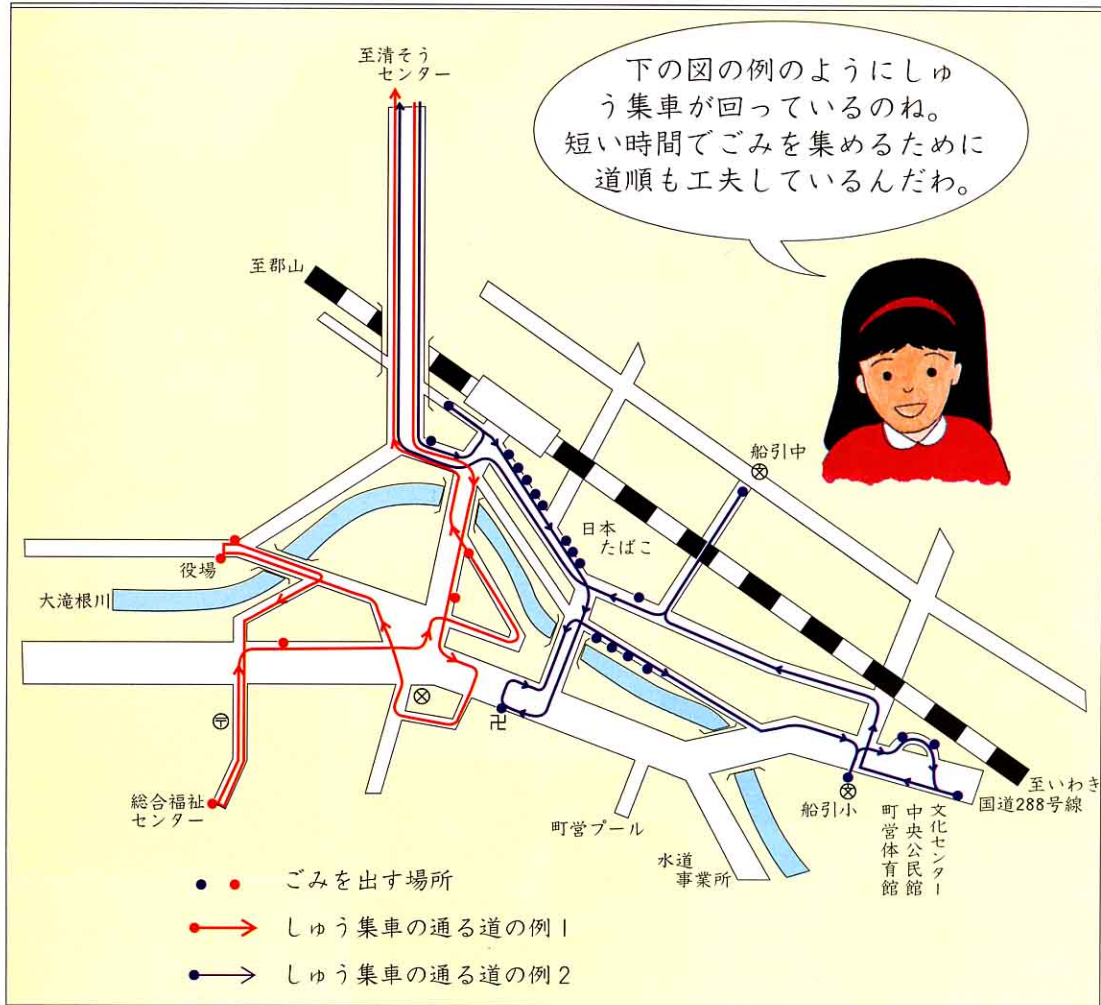 至清そう
センター
下の図の例のようにしゅ
う集車が回っているのね。
短い時間でごみを集めるために
道順も工夫しているんだわ。
至郡山
船引中
日本
たばこ
役場
大滝根川
卍
〒
総合福祉
センター
町営プール
水道
事業所
船引小
至いわき
国道288号線
文化センター
中央公民館
町営体育館
ごみを出す場所
しゅう集車の通る道の例1
しゅう集車の通る道の例2